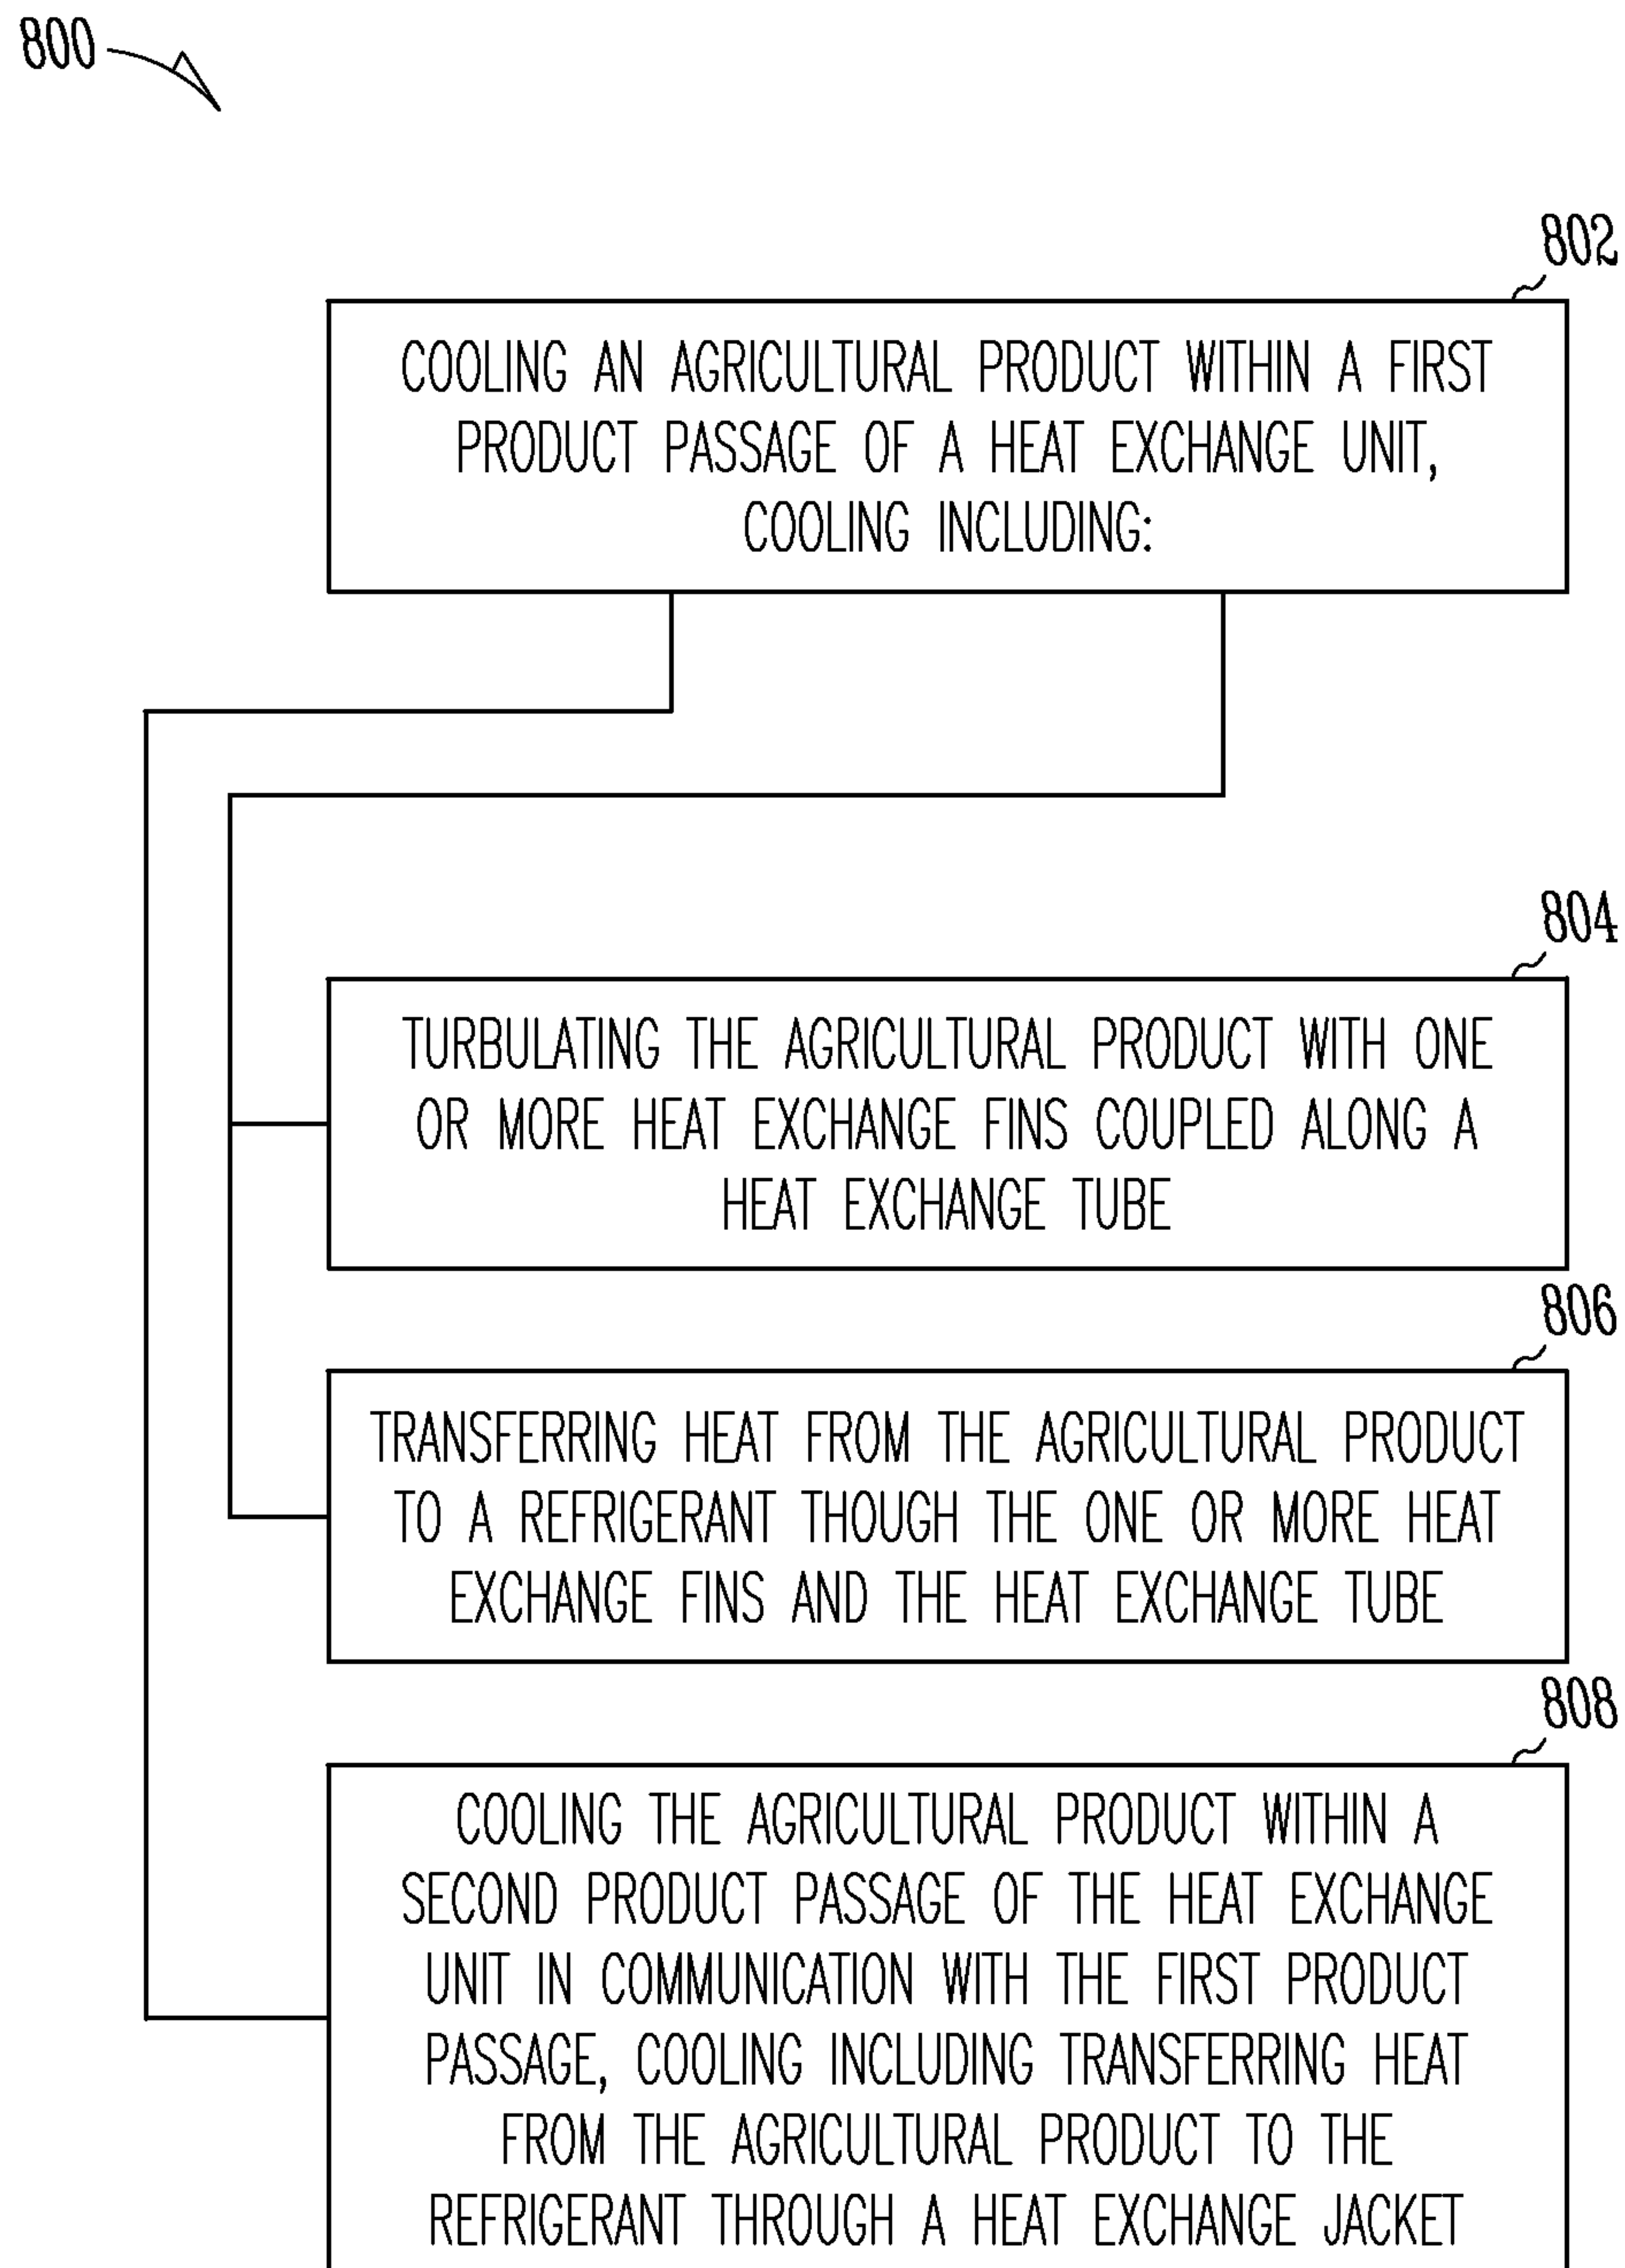 800
802
COOLING AN AGRICULTURAL PRODUCT WITHIN A FIRST
PRODUCT PASSAGE OF A HEAT EXCHANGE UNIT,
COOLING INCLUDING:
804
TURBULATING THE AGRICULTURAL PRODUCT WITH ONE
OR MORE HEAT EXCHANGE FINS COUPLED ALONG A
HEAT EXCHANGE TUBE
806
TRANSFERRING HEAT FROM THE AGRICULTURAL PRODUCT
TO A REFRIGERANT THOUGH THE ONE OR MORE HEAT
EXCHANGE FINS AND THE HEAT EXCHANGE TUBE
808
COOLING THE AGRICULTURAL PRODUCT WITHIN A
SECOND PRODUCT PASSAGE OF THE HEAT EXCHANGE
UNIT IN COMMUNICATION WITH THE FIRST PRODUCT
PASSAGE, COOLING INCLUDING TRANSFERRING HEAT
FROM THE AGRICULTURAL PRODUCT TO THE
REFRIGERANT THROUGH A HEAT EXCHANGE JACKET